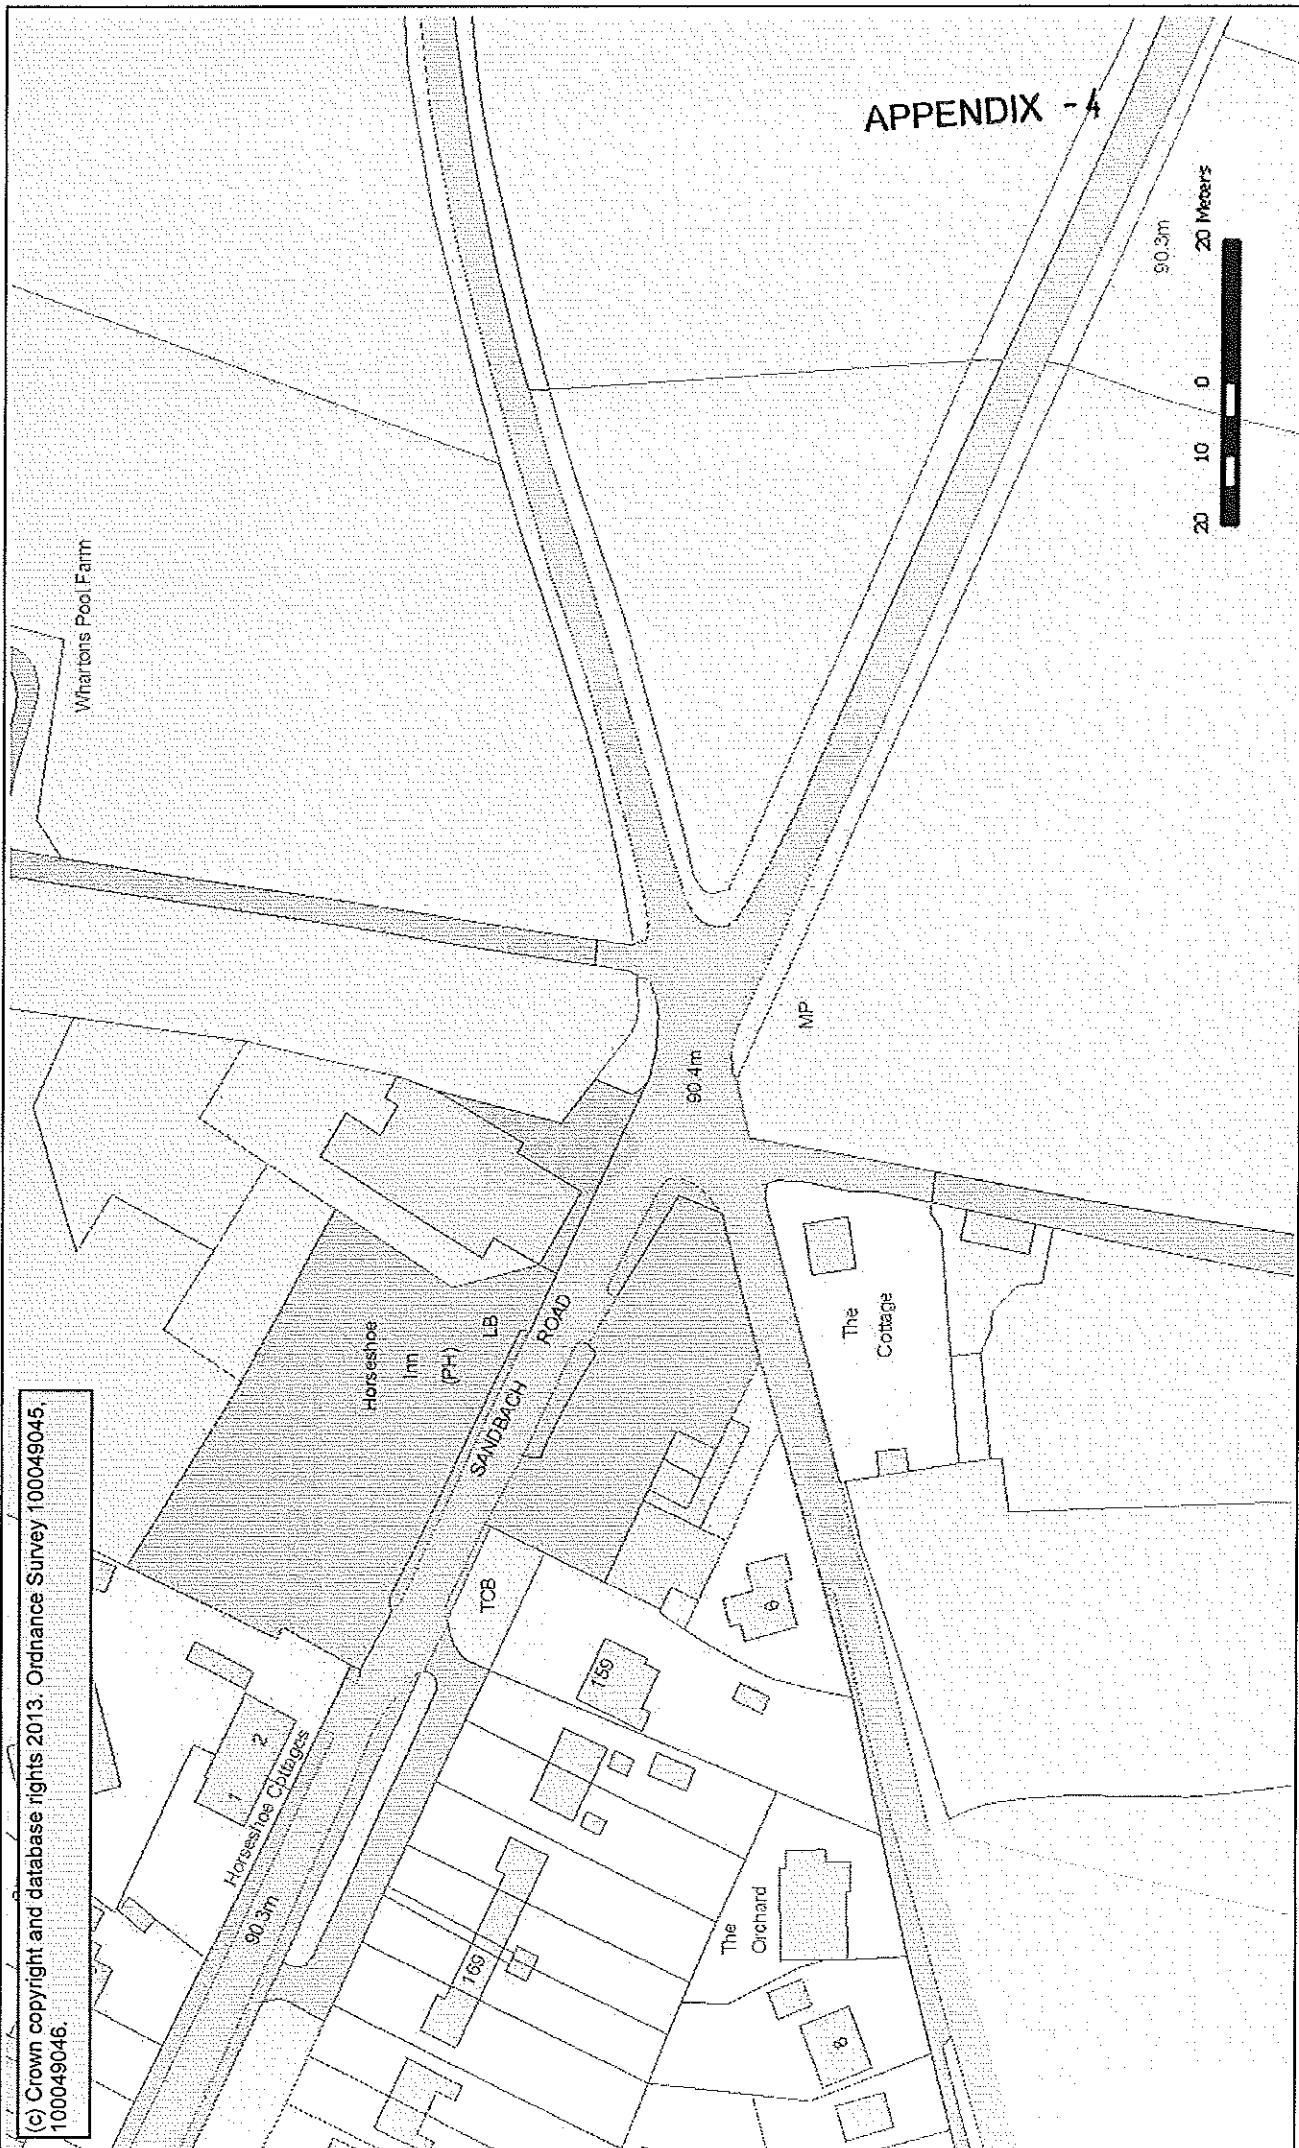 APPENDIX - 4
20 10 0 20 Meters
90.3m
Whartons Pool Farm
MP
90.4m
Horseshoe
Inn
(PH)
LB
SANDBACH ROAD
The
Cottage
TCB
6
159
1
2
Horseshoe Cottages
90.3m
169
The
Orchard
8
(c) Crown copyright and database rights 2013. Ordnance Survey 100049045,
100049046.